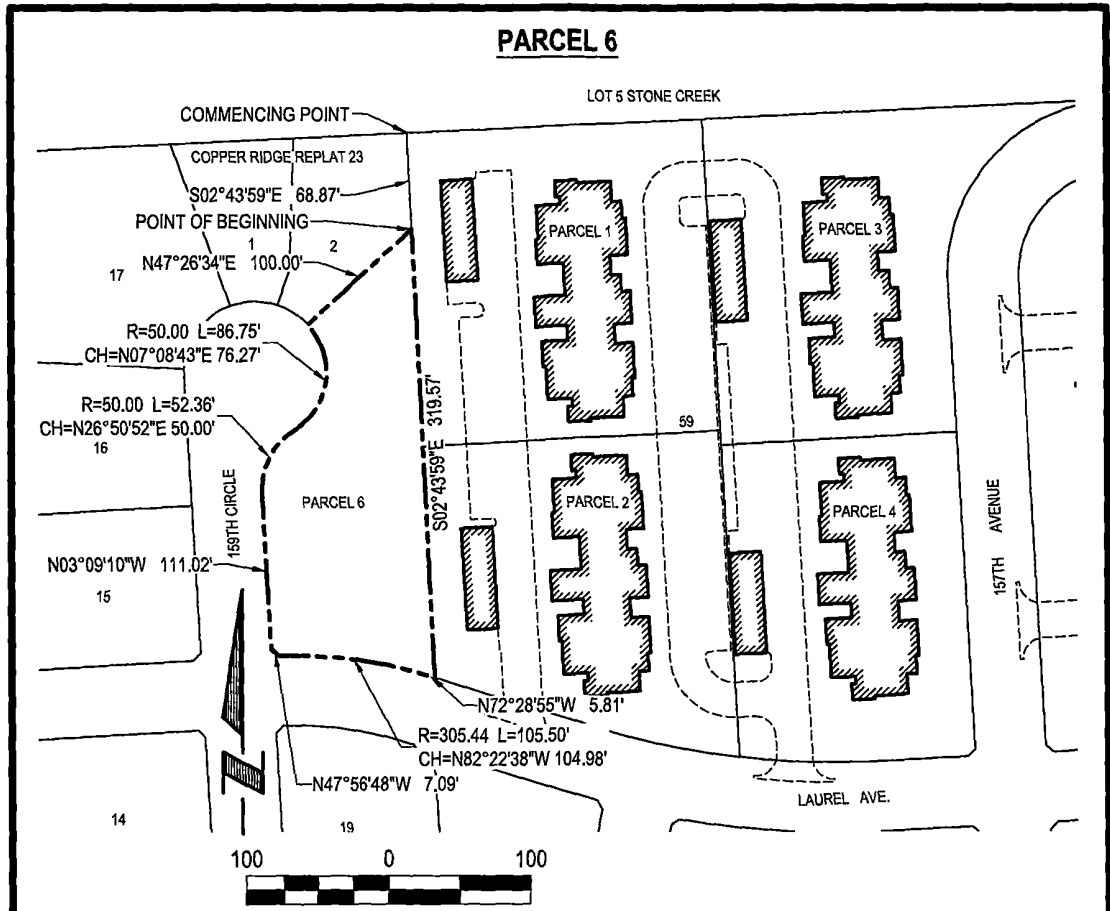 PARCEL 6
LOT 5 STONE CREEK
COMMENCING POINT
COPPER RIDGE REPLAT 23
S02°43'59"E 68.87'
POINT OF BEGINNING
1
2
17
N47°26'34"E 100.00'
PARCEL 1
PARCEL 3
R=50.00 L=86.75'
CH=N07°08'43"E 76.27'
R=50.00 L=52.36'
CH=N26°50'52"E 50.00'
16
S02°43'59"E 319.57'
59
159TH CIRCLE
PARCEL 6
PARCEL 2
PARCEL 4
157TH AVENUE
N03°09'10"W 111.02'
15
N72°28'55"W 5.81'
R=305.44 L=105.50'
CH=N82°22'38"W 104.98'
N47°56'48"W 7.09'
LAUREL AVE.
14
19
N
100 0 100